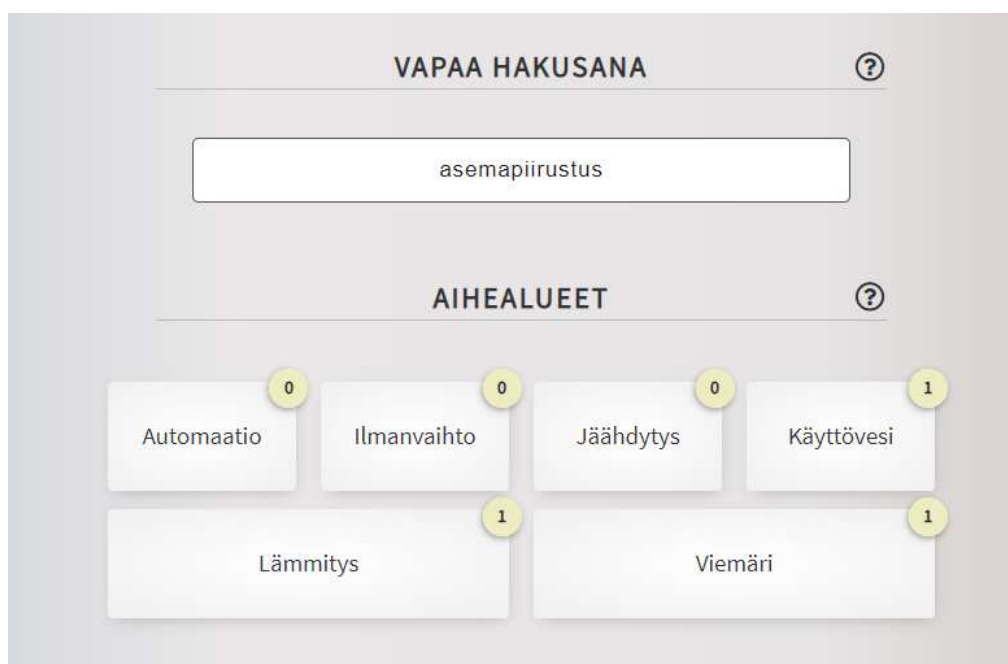 VAPAA HAKUSANA ?
asemapiirustus
AIHEALUEET ?
0 0 0 1
Automaatio Ilmanvaihto Jäähdytys Käyttövesi
1 1
Lämmitys Viemäri